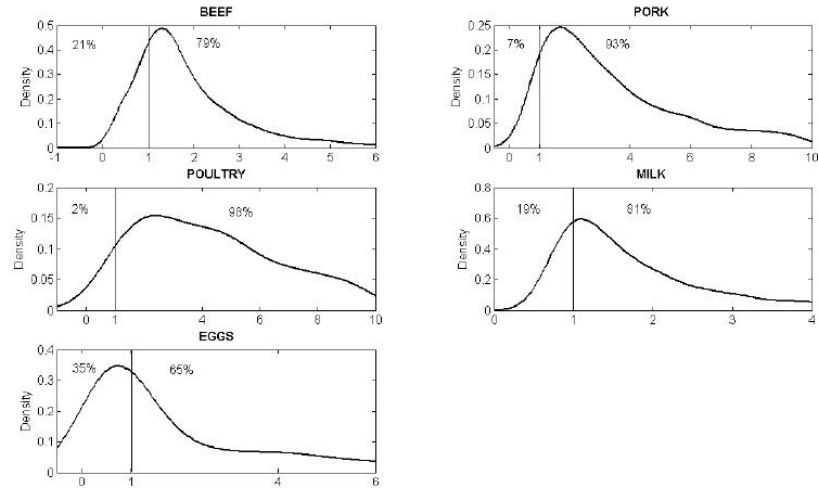 BEEF
0.5
0.4
0.3
0.2
0.1
0
Density
21%
79%
-1 0 1 2 3 4 5 6
PORK
0.25
0.2
0.15
0.1
0.05
0
Density
7%
93%
0 1 4 6 10
POULTRY
0.2
0.15
0.1
0.05
0
Density
2%
98%
0 1 4 6 10
MILK
0.8
0.6
0.4
0.2
0
Density
19%
81%
0 1 2 3 4
EGGS
0.4
0.3
0.2
0.1
0
Density
35%
65%
0 1 4 6